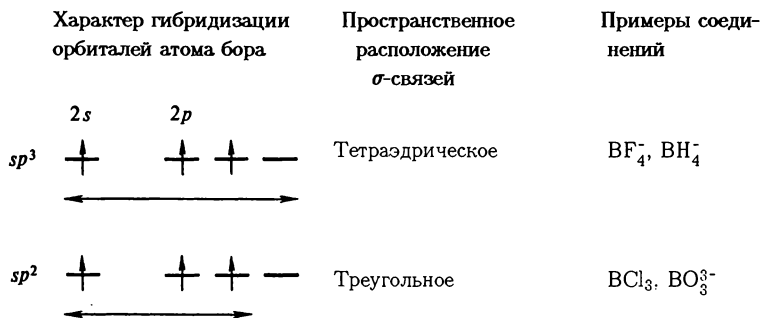 Характер гибридизации Пространственное Примеры соеди-
орбиталей атома бора расположение нений
σ-связей
2s 2p
sp³ Тетраэдрическое BF₄⁻, BH₄⁻
sp² Треугольное BCl₃. BO₃³⁻